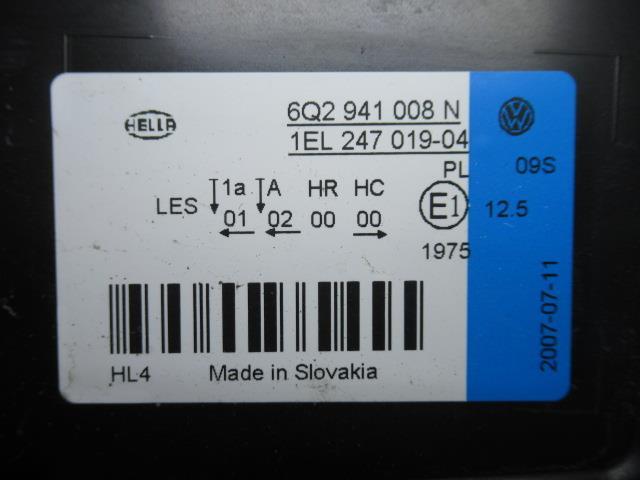 HELLA
6Q2 941 008 N
1EL 247 019-04
PL 09S
LES 1a A HR HC
01 02 00 00
E1 12.5
1975
2007-07-11
HL4 Made in Slovakia